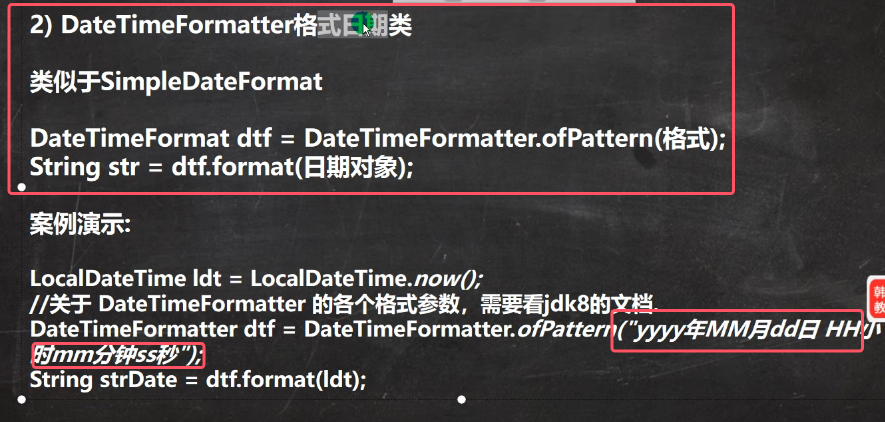 2) DateTimeFormatter格式日期类
类似于SimpleDateFormat
DateTimeFormat dtf = DateTimeFormatter.ofPattern(格式);
String str = dtf.format(日期对象);
案例演示:
LocalDateTime ldt = LocalDateTime.now();
//关于 DateTimeFormatter 的各个格式参数，需要看jdk8的文档
DateTimeFormatter dtf = DateTimeFormatter.ofPattern("yyyy年MM月dd日 HH小
时mm分钟ss秒");
String strDate = dtf.format(ldt);
韩
教